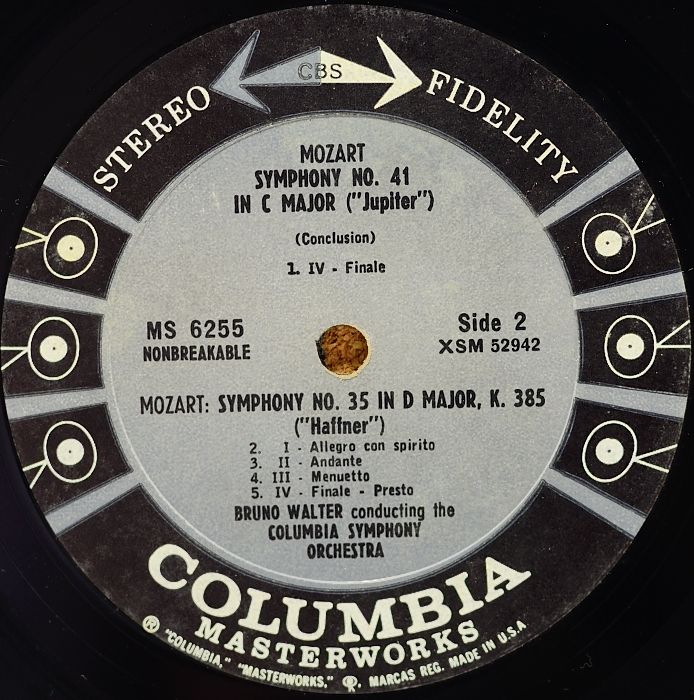 CBS
STEREO FIDELITY
MOZART
SYMPHONY NO. 41
IN C MAJOR ("Jupiter")
(Conclusion)
1. IV - Finale
MS 6255
NONBREAKABLE
Side 2
XSM 52942
MOZART: SYMPHONY NO. 35 IN D MAJOR, K. 385
("Haffner")
2. I - Allegro con spirito
3. II - Andante
4. III - Menuetto
5. IV - Finale - Presto
BRUNO WALTER conducting the
COLUMBIA SYMPHONY
ORCHESTRA
COLUMBIA
MASTERWORKS
® "COLUMBIA," "MASTERWORKS," ℞, MARCAS REG. MADE IN U.S.A